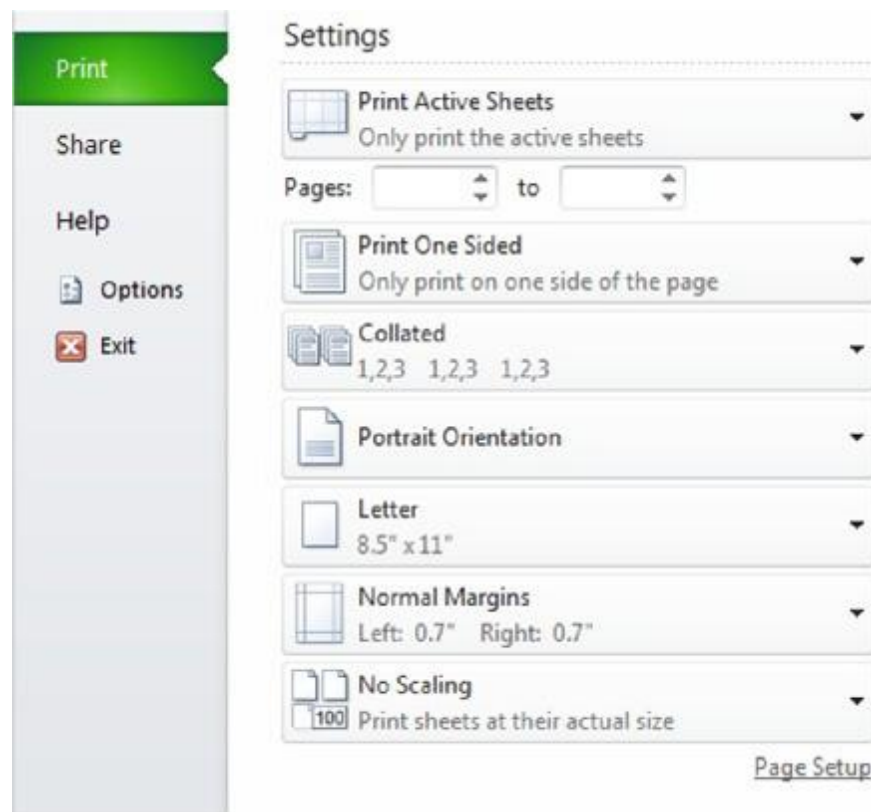 Print
Share
Help
Options
Exit
Settings
Print Active Sheets
Only print the active sheets
Pages: to
Print One Sided
Only print on one side of the page
Collated
1,2,3 1,2,3 1,2,3
Portrait Orientation
Letter
8.5" x 11"
Normal Margins
Left: 0.7" Right: 0.7"
No Scaling
100 Print sheets at their actual size
Page Setup